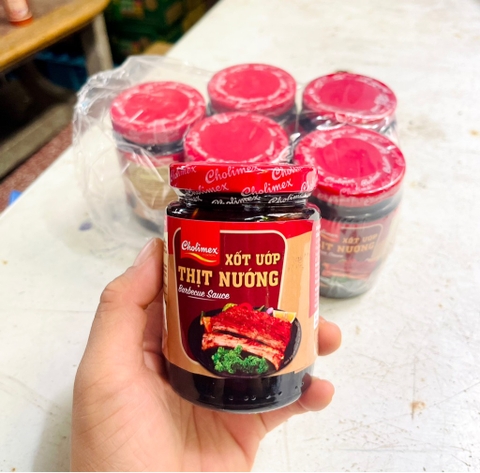 Cholimex
Cholimex Cholimex
Cholimex
XỐT ƯỚP
THỊT NƯỚNG
Barbecue Sauce
XỐT ƯỚP
THỊT NƯỚNG